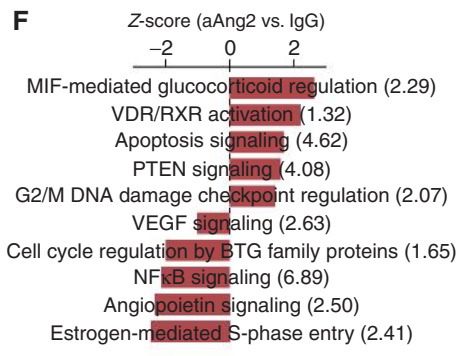 F
Z-score (aAng2 vs. IgG)
–2 0 2
MIF-mediated glucocorticoid regulation (2.29)
VDR/RXR activation (1.32)
Apoptosis signaling (4.62)
PTEN signaling (4.08)
G2/M DNA damage checkpoint regulation (2.07)
VEGF signaling (2.63)
Cell cycle regulation by BTG family proteins (1.65)
NFκB signaling (6.89)
Angiopoietin signaling (2.50)
Estrogen-mediated S-phase entry (2.41)